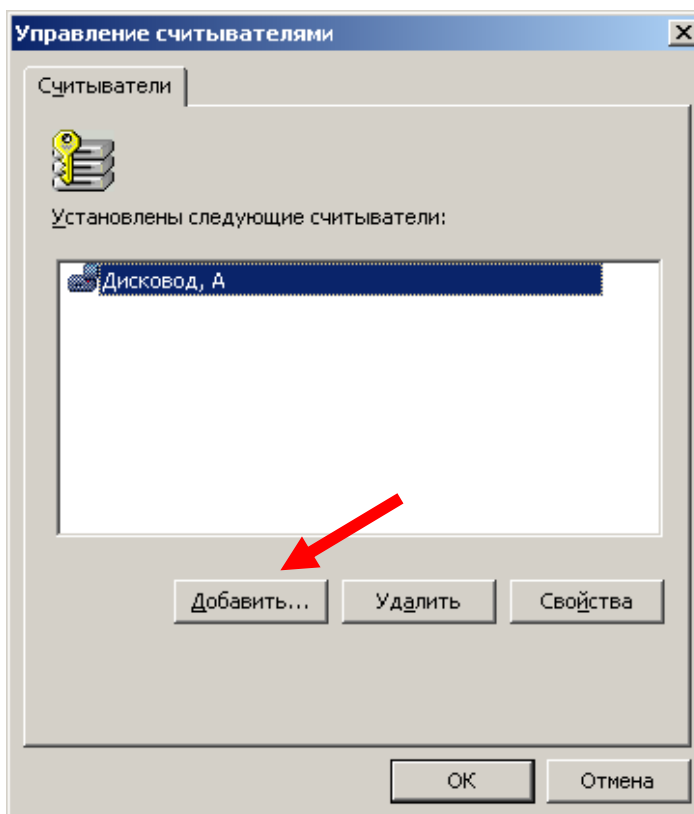 Управление считывателями
Считыватели
Установлены следующие считыватели:
Дисковод, А
Добавить... Удалить Свойства
ОК Отмена